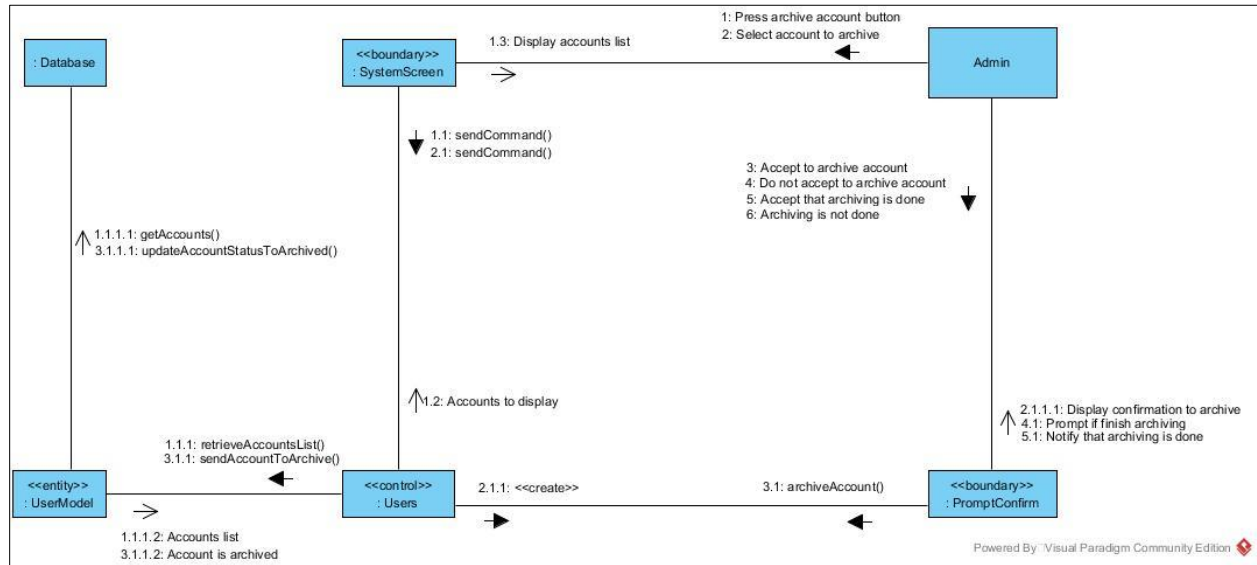 1: Press archive account button
2: Select account to archive
1.3: Display accounts list
: Database
<<boundary>>
: SystemScreen
Admin
1.1: sendCommand()
2.1: sendCommand()
3: Accept to archive account
4: Do not accept to archive account
5: Accept that archiving is done
6: Archiving is not done
1.1.1.1: getAccounts()
3.1.1.1: updateAccountStatusToArchived()
1.2: Accounts to display
2.1.1.1: Display confirmation to archive
4.1: Prompt if finish archiving
5.1: Notify that archiving is done
1.1.1: retrieveAccountsList()
3.1.1: sendAccountToArchive()
<<entity>>
: UserModel
<<control>>
: Users
2.1.1: <<create>>
3.1: archiveAccount()
<<boundary>>
: PromptConfirm
1.1.1.2: Accounts list
3.1.1.2: Account is archived
Powered By Visual Paradigm Community Edition